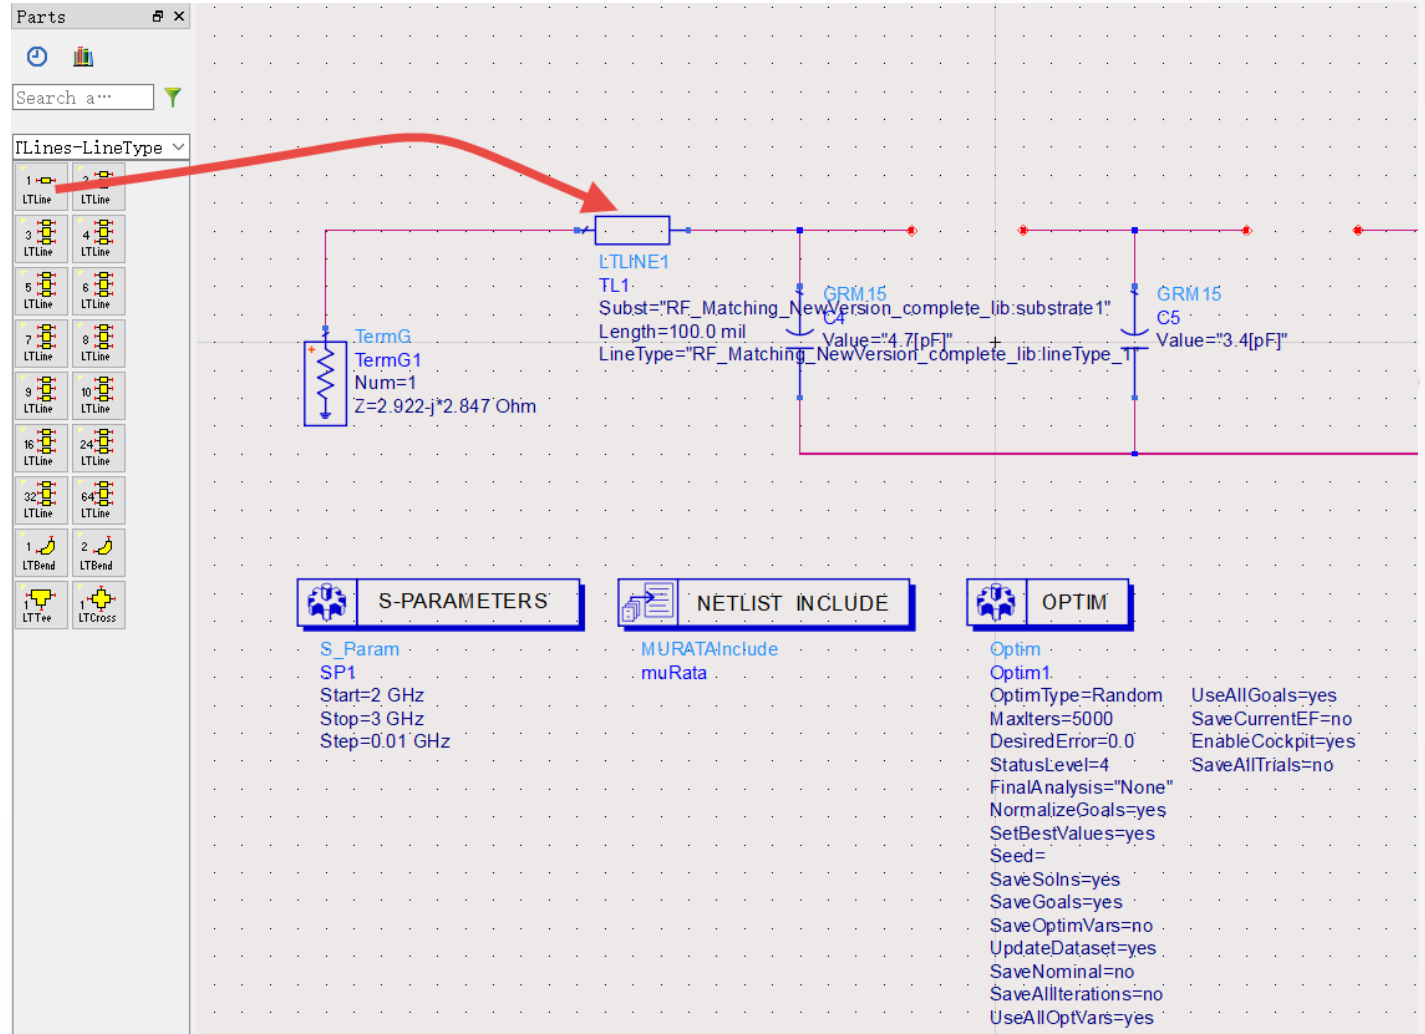 Parts
Search a…
TLines-LineType
1
LTLine
2
LTLine
3
LTLine
4
LTLine
5
LTLine
6
LTLine
7
LTLine
8
LTLine
9
LTLine
10
LTLine
16
LTLine
24
LTLine
32
LTLine
64
LTLine
1
LTBend
2
LTBend
1
LTTee
1
LTCross
LTLINE1
TL1
Subst="RF_Matching_NewVersion_complete_lib:substrate1"
Length=100.0 mil
LineType="RF_Matching_NewVersion_complete_lib:lineType_1"
GRM15
C4
Value="4.7[pF]"
GRM15
C5
Value="3.4[pF]"
TermG
TermG1
Num=1
Z=2.922-j*2.847 Ohm
S-PARAMETERS
S_Param
SP1
Start=2 GHz
Stop=3 GHz
Step=0.01 GHz
NETLIST INCLUDE
MURATAInclude
muRata
OPTIM
Optim
Optim1
OptimType=Random
MaxIters=5000
DesiredError=0.0
StatusLevel=4
FinalAnalysis="None"
NormalizeGoals=yes
SetBestValues=yes
Seed=
SaveSolns=yes
SaveGoals=yes
SaveOptimVars=no
UpdateDataset=yes
SaveNominal=no
SaveAllIterations=no
UseAllOptVars=yes
UseAllGoals=yes
SaveCurrentEF=no
EnableCockpit=yes
SaveAllTrials=no